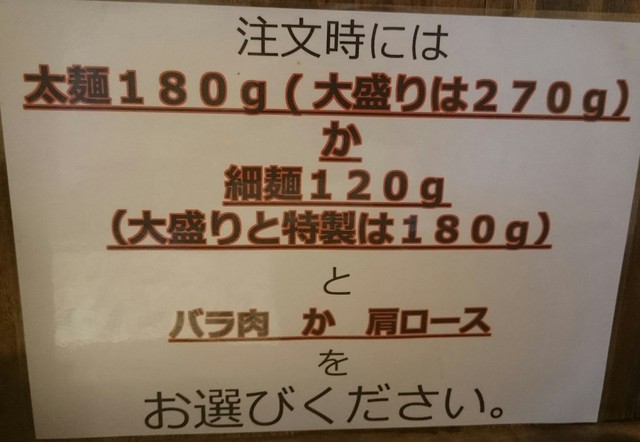 注文時には
太麺１８０ｇ（大盛りは２７０ｇ）
か
細麺１２０ｇ
（大盛りと特製は１８０ｇ）
と
バラ肉　か　肩ロース
を
お選びください。